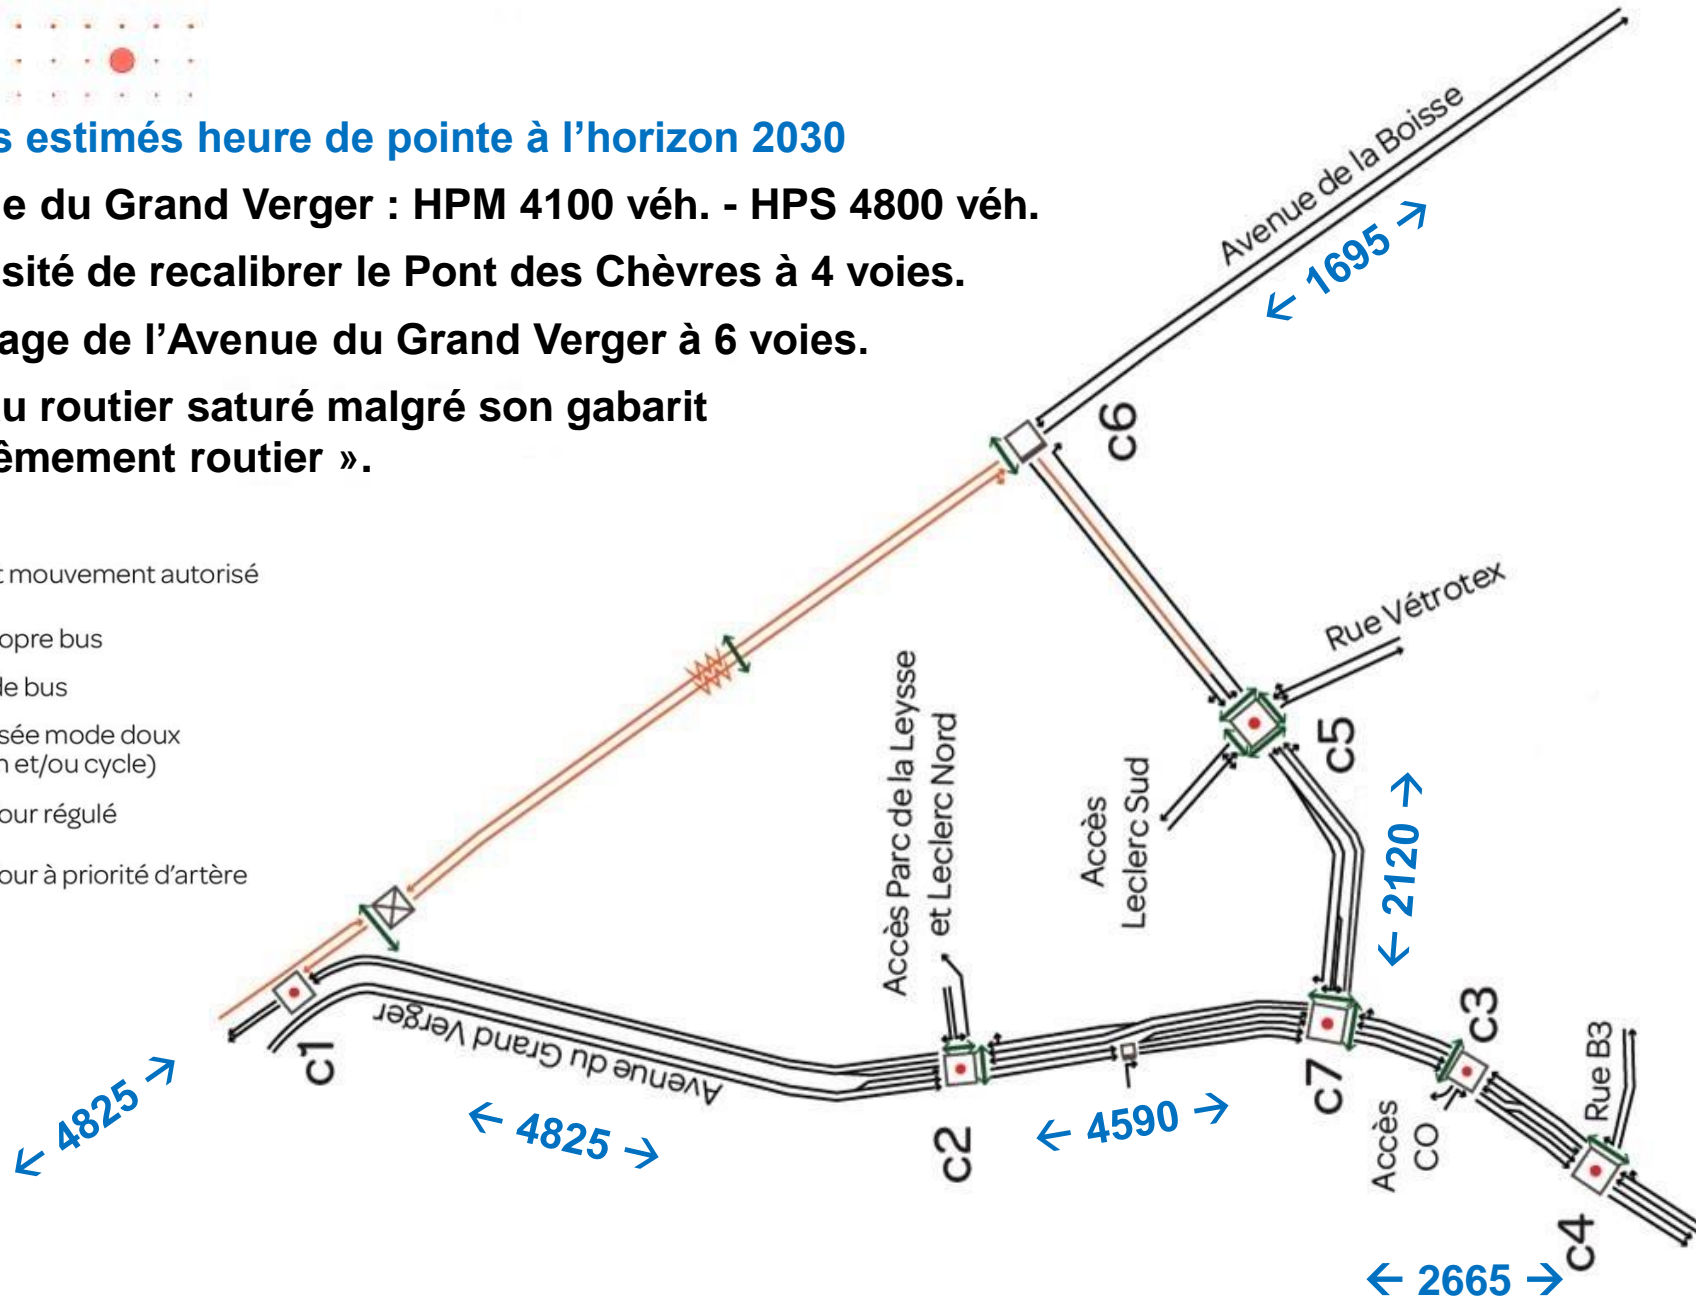 s estimés heure de pointe à l’horizon 2030
e du Grand Verger : HPM 4100 véh. - HPS 4800 véh.
sité de recalibrer le Pont des Chèvres à 4 voies.
age de l’Avenue du Grand Verger à 6 voies.
u routier saturé malgré son gabarit
êmement routier ».
t mouvement autorisé
opre bus
de bus
sée mode doux
n et/ou cycle)
our régulé
our à priorité d'artère
Avenue de la Boisse
← 1695 →
c6
Rue Vétrotex
c5
Accès Parc de la Leysse
et Leclerc Nord
Accès
Leclerc Sud
← 2120 →
c1
Avenue du Grand Verger
← 4825 →
← 4825 →
c2
← 4590 →
c7
c3
Accès
CO
Rue B3
c4
← 2665 →